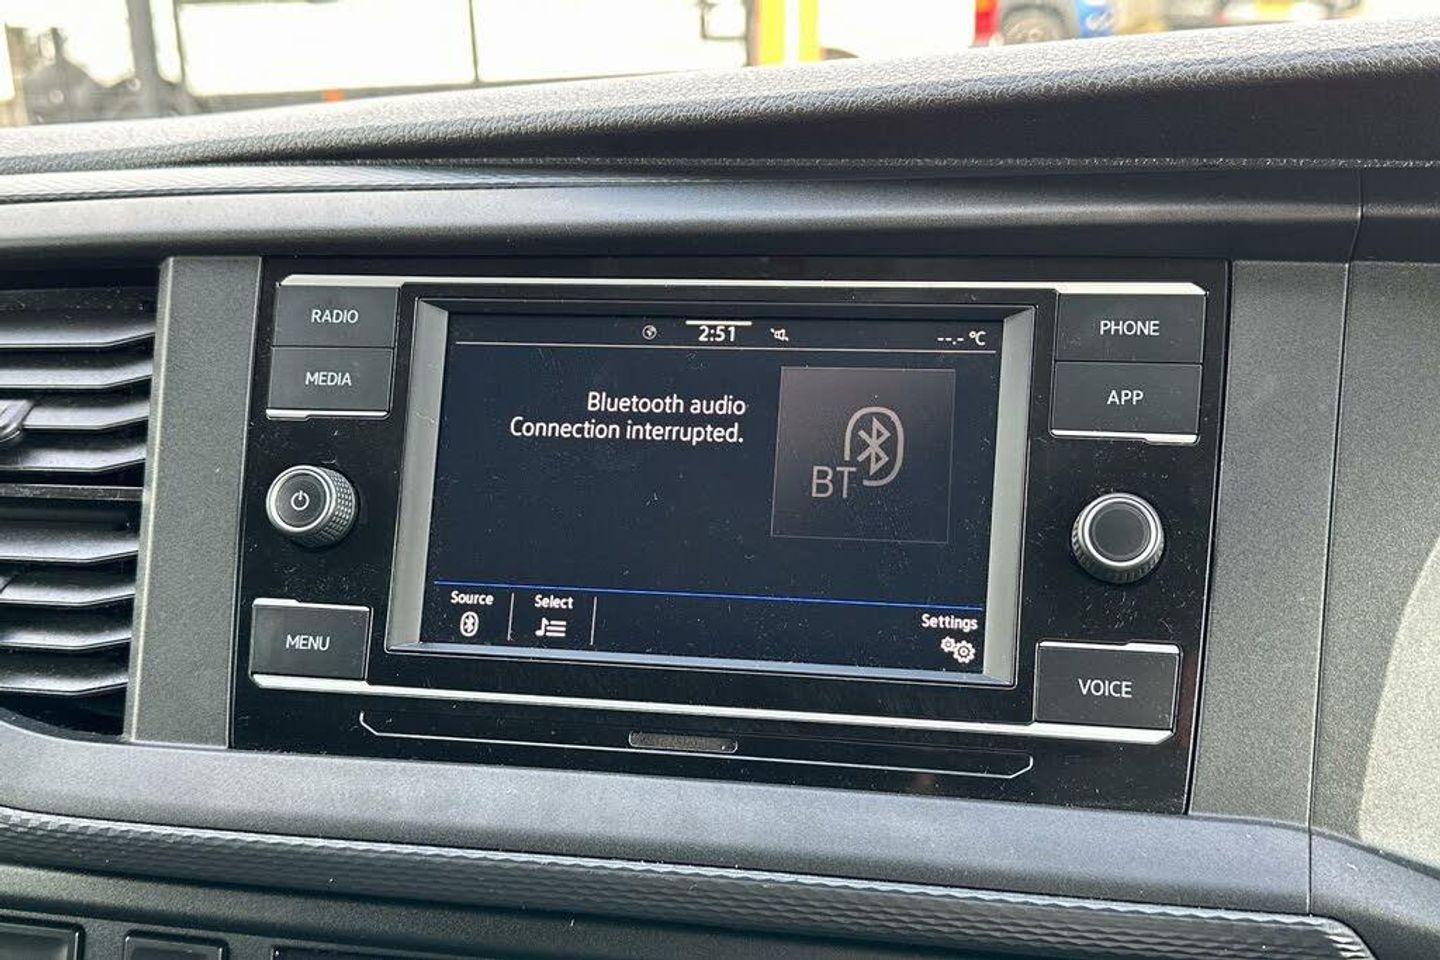 RADIO
MEDIA
MENU
2:51
--.- °C
Bluetooth audio
Connection interrupted.
BT
Source
Select
Settings
PHONE
APP
VOICE